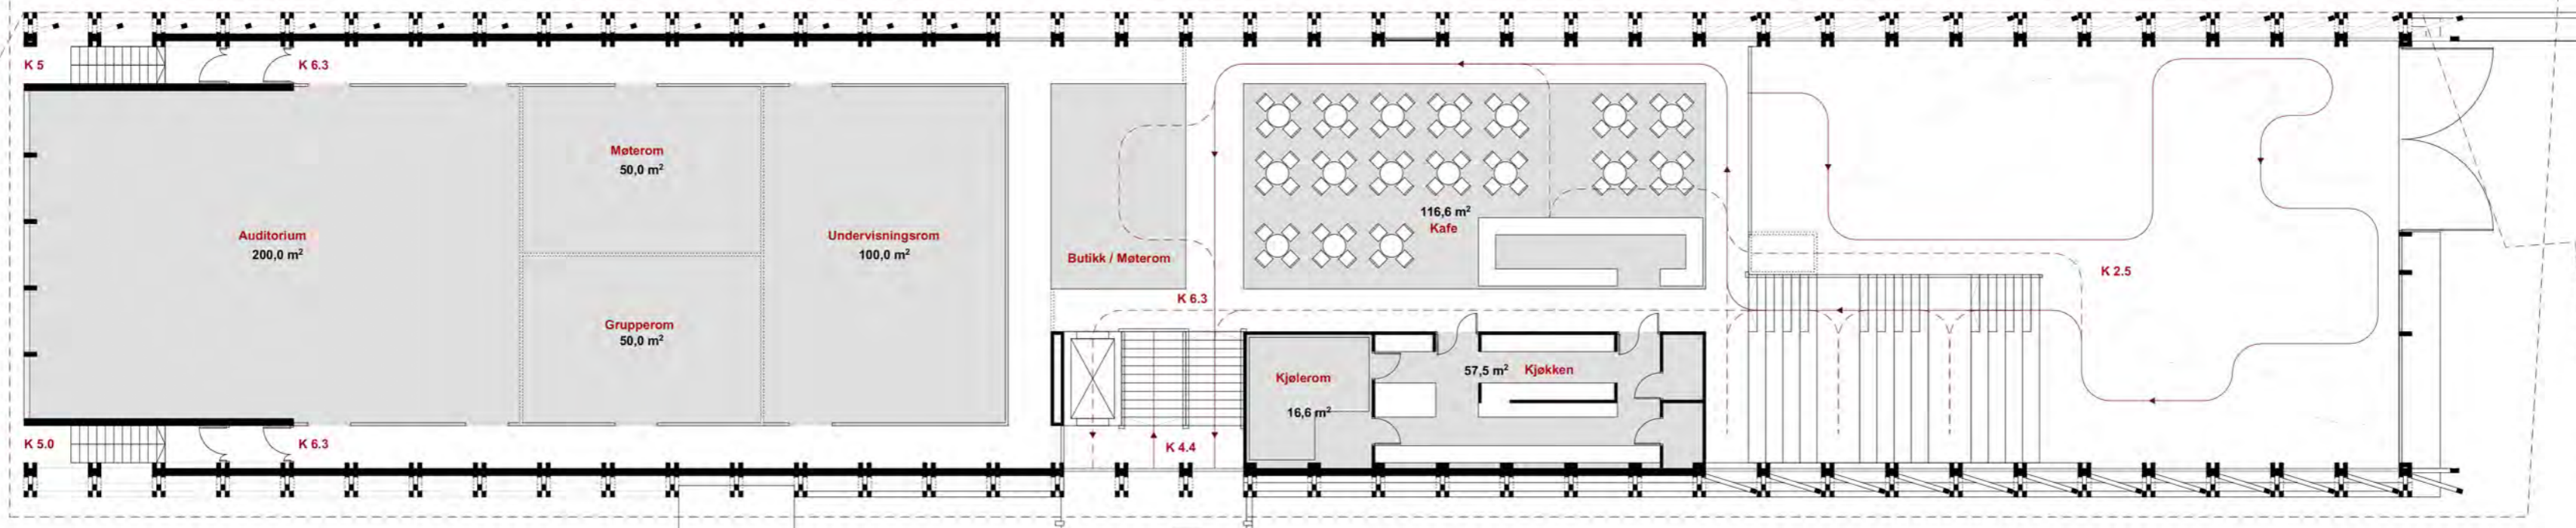 K 5
K 6.3
Auditorium
200,0 m²
Møterom
50,0 m²
Grupperom
50,0 m²
Undervisningsrom
100,0 m²
K 5.0
K 6.3
Butikk / Møterom
K 6.3
K 4.4
116,6 m²
Kafe
Kjølerom
16,6 m²
57,5 m²
Kjøkken
K 2.5